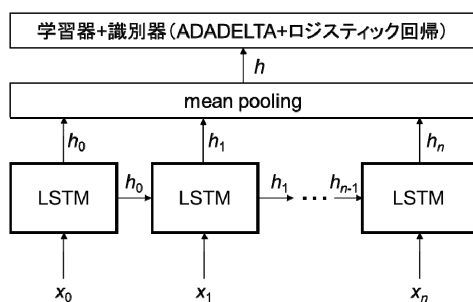 学習器+識別器(ADADELTA+ロジスティック回帰)
h
mean pooling
h0 h1 hn
LSTM h0 LSTM h1 ··· hn-1 LSTM
x0 x1 xn